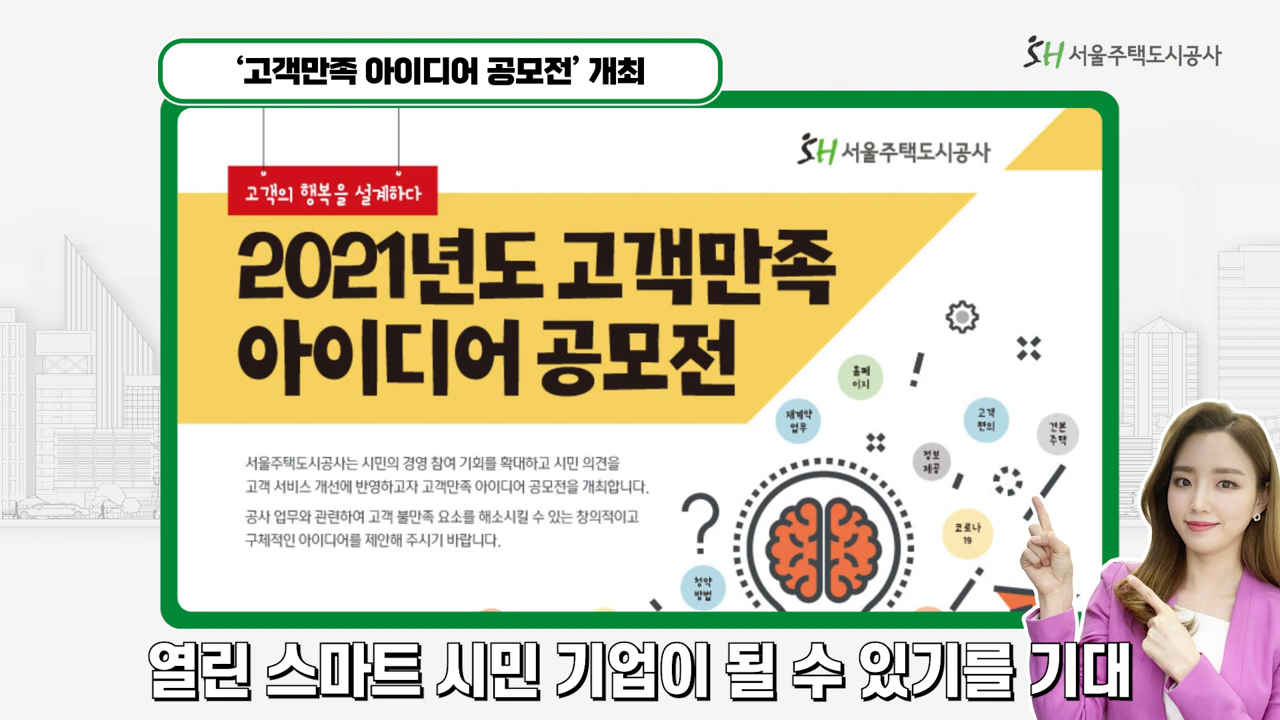 ‘고객만족 아이디어 공모전’ 개최
SH 서울주택도시공사
SH 서울주택도시공사
고객의 행복을 설계하다
2021년도 고객만족
아이디어 공모전
서울주택도시공사는 시민의 경영 참여 기회를 확대하고 시민 의견을
고객 서비스 개선에 반영하고자 고객만족 아이디어 공모전을 개최합니다.
공사 업무와 관련하여 고객 불만족 요소를 해소시킬 수 있는 창의적이고
구체적인 아이디어를 제안해 주시기 바랍니다.
홈페
이지
재계약
업무
고객
편의
견본
주택
정보
제공
코로나
19
청약
방법
열린 스마트 시민 기업이 될 수 있기를 기대